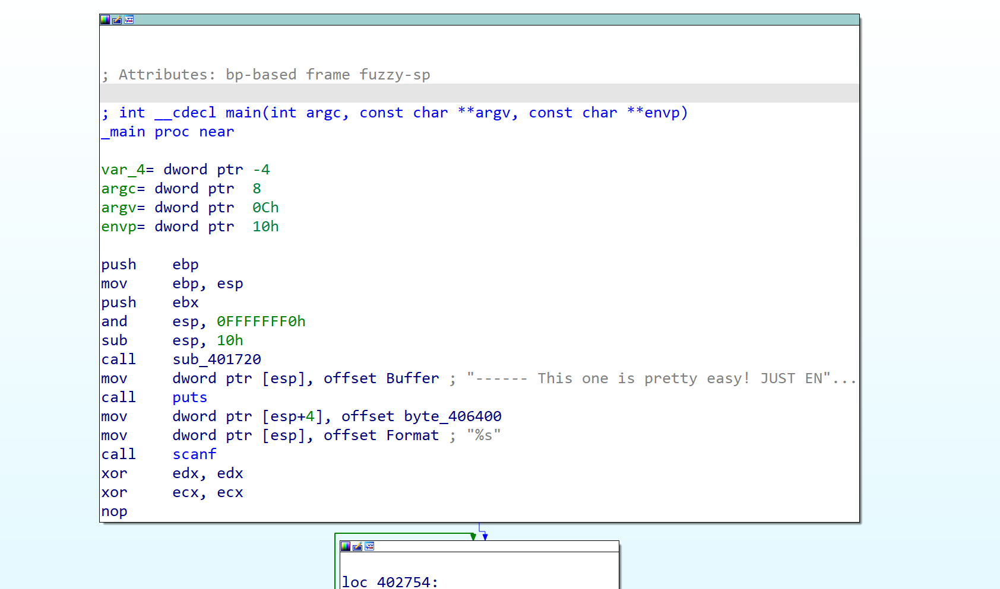 ; Attributes: bp-based frame fuzzy-sp
; int __cdecl main(int argc, const char **argv, const char **envp)
_main proc near
var_4= dword ptr -4
argc= dword ptr  8
argv= dword ptr  0Ch
envp= dword ptr  10h
push    ebp
mov     ebp, esp
push    ebx
and     esp, 0FFFFFFF0h
sub     esp, 10h
call    sub_401720
mov     dword ptr [esp], offset Buffer ; "------ This one is pretty easy! JUST EN"...
call    puts
mov     dword ptr [esp+4], offset byte_406400
mov     dword ptr [esp], offset Format ; "%s"
call    scanf
xor     edx, edx
xor     ecx, ecx
nop
loc_402754: